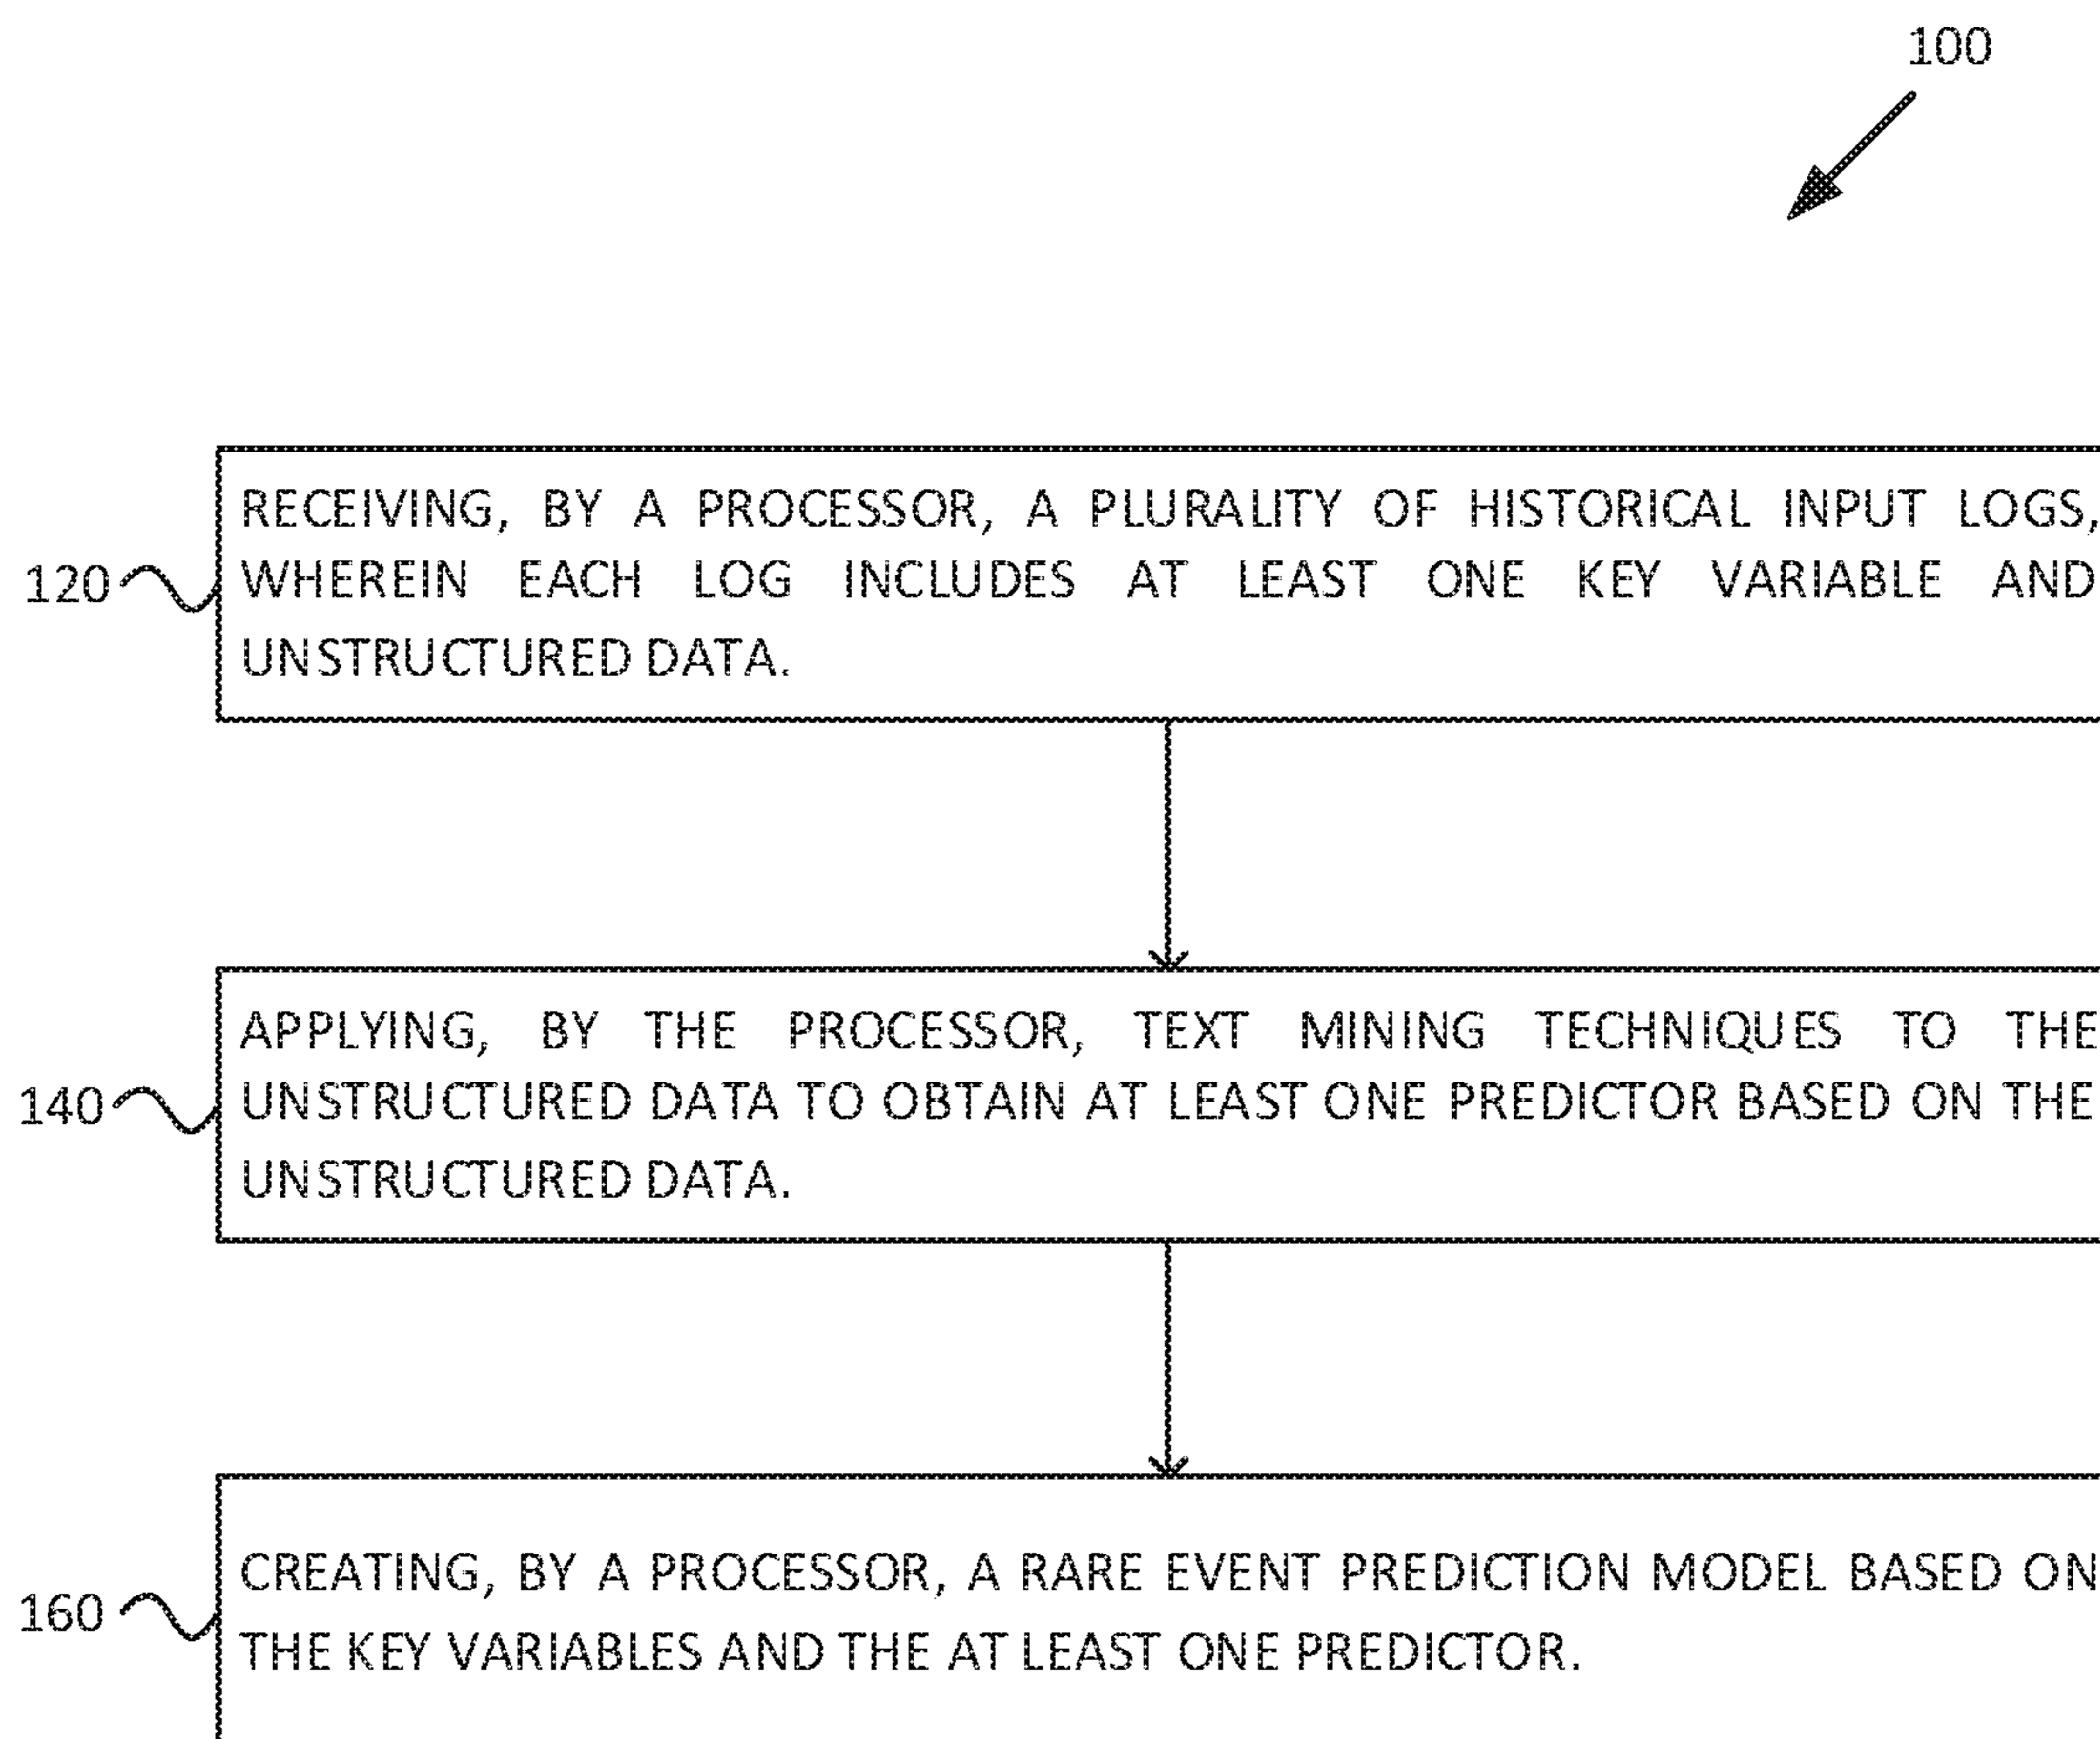 100
RECEIVING, BY A PROCESSOR, A PLURALITY OF HISTORICAL INPUT LOGS,
120 WHEREIN EACH LOG INCLUDES AT LEAST ONE KEY VARIABLE AND
UNSTRUCTURED DATA.
APPLYING, BY THE PROCESSOR, TEXT MINING TECHNIQUES TO THE
140 UNSTRUCTURED DATA TO OBTAIN AT LEAST ONE PREDICTOR BASED ON THE
UNSTRUCTURED DATA.
CREATING, BY A PROCESSOR, A RARE EVENT PREDICTION MODEL BASED ON
160 THE KEY VARIABLES AND THE AT LEAST ONE PREDICTOR.